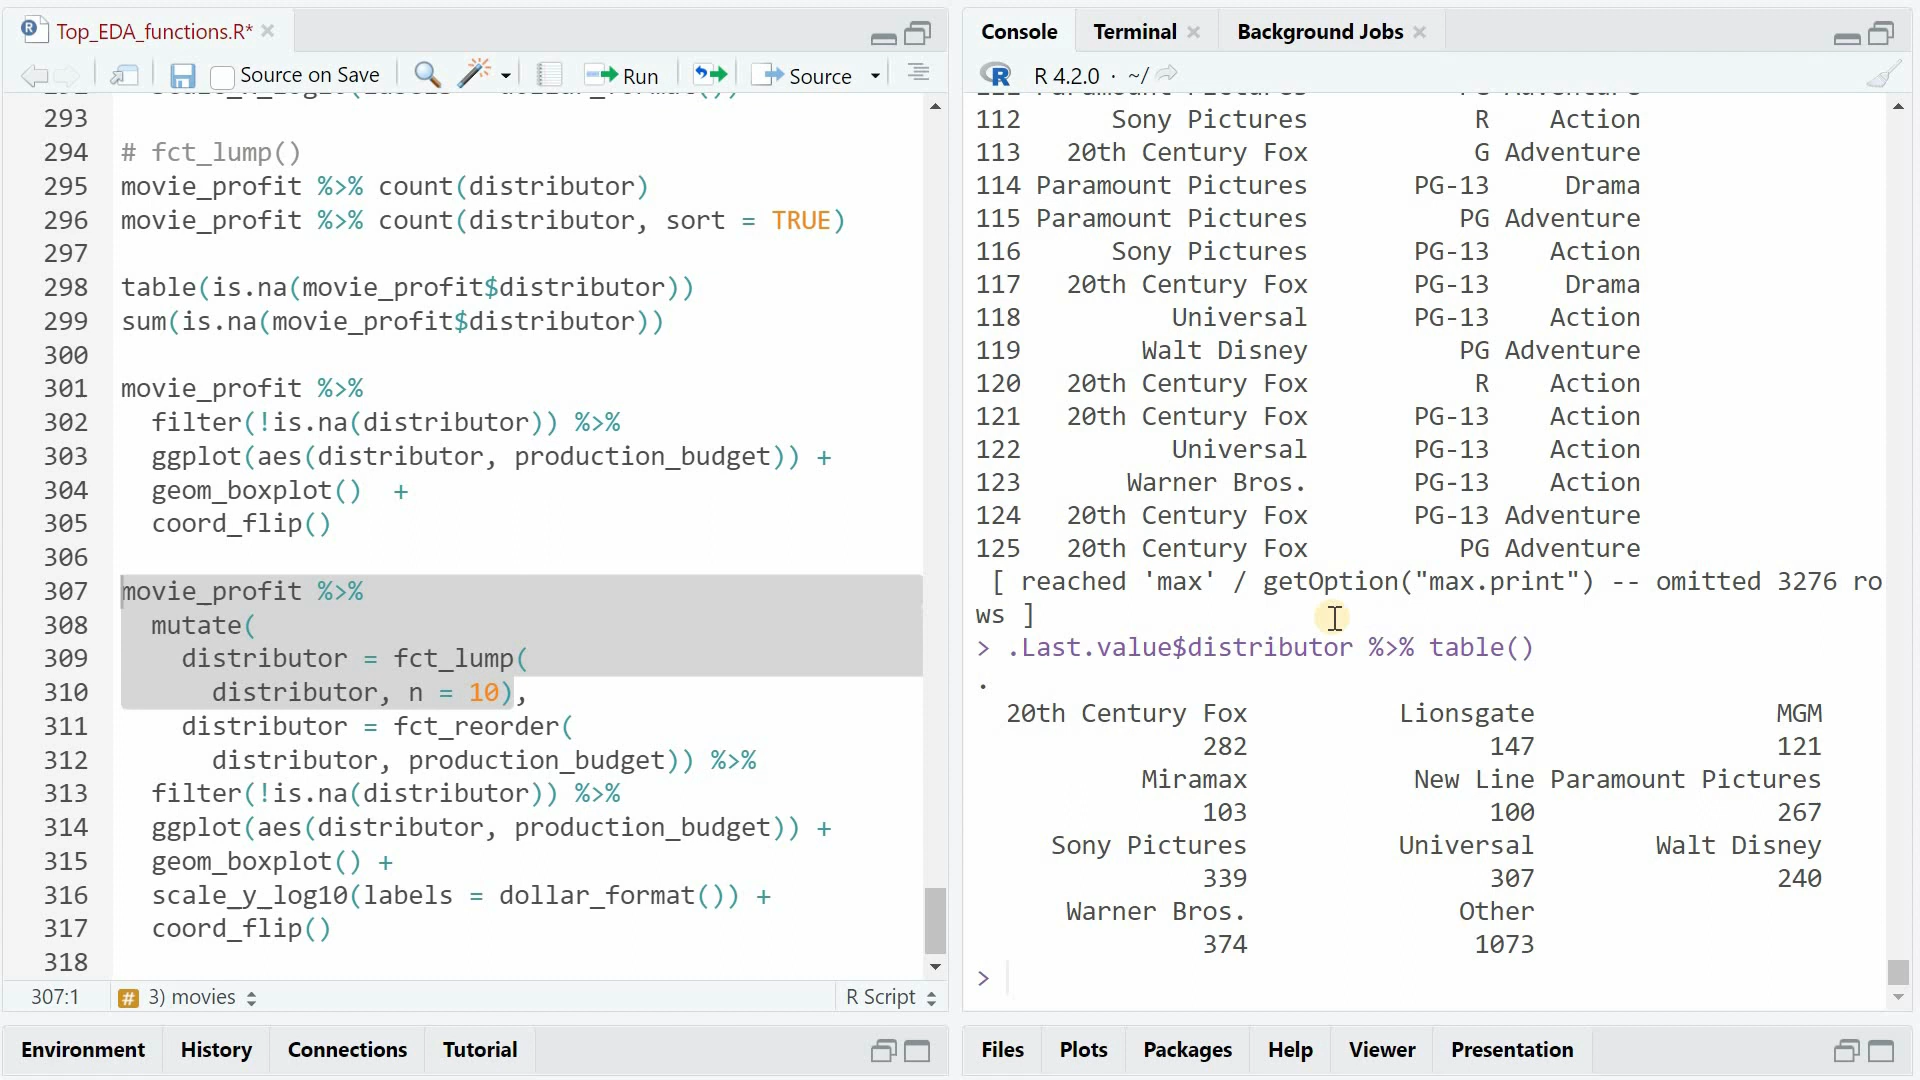 Top_EDA_functions.R*
Source on Save
Run
Source
293
294 # fct_lump()
295 movie_profit %>% count(distributor)
296 movie_profit %>% count(distributor, sort = TRUE)
297
298 table(is.na(movie_profit$distributor))
299 sum(is.na(movie_profit$distributor))
300
301 movie_profit %>%
302 filter(!is.na(distributor)) %>%
303 ggplot(aes(distributor, production_budget)) +
304 geom_boxplot() +
305 coord_flip()
306
307 movie_profit %>%
308 mutate(
309 distributor = fct_lump(
310 distributor, n = 10),
311 distributor = fct_reorder(
312 distributor, production_budget)) %>%
313 filter(!is.na(distributor)) %>%
314 ggplot(aes(distributor, production_budget)) +
315 geom_boxplot() +
316 scale_y_log10(labels = dollar_format()) +
317 coord_flip()
318
307:1 # 3) movies R Script
Environment History Connections Tutorial
Console Terminal Background Jobs
R R 4.2.0 · ~/
112 Sony Pictures R Action
113 20th Century Fox G Adventure
114 Paramount Pictures PG-13 Drama
115 Paramount Pictures PG Adventure
116 Sony Pictures PG-13 Action
117 20th Century Fox PG-13 Drama
118 Universal PG-13 Action
119 Walt Disney PG Adventure
120 20th Century Fox R Action
121 20th Century Fox PG-13 Action
122 Universal PG-13 Action
123 Warner Bros. PG-13 Action
124 20th Century Fox PG-13 Adventure
125 20th Century Fox PG Adventure
[ reached 'max' / getOption("max.print") -- omitted 3276 ro
ws ]
> .Last.value$distributor %>% table()
.
20th Century Fox Lionsgate MGM
282 147 121
Miramax New Line Paramount Pictures
103 100 267
Sony Pictures Universal Walt Disney
339 307 240
Warner Bros. Other
374 1073
>
Files Plots Packages Help Viewer Presentation